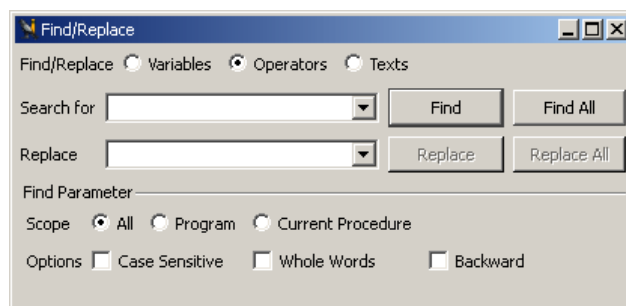 Find/Replace
Find/Replace Variables Operators Texts
Search for Find Find All
Replace Replace Replace All
Find Parameter
Scope All Program Current Procedure
Options Case Sensitive Whole Words Backward